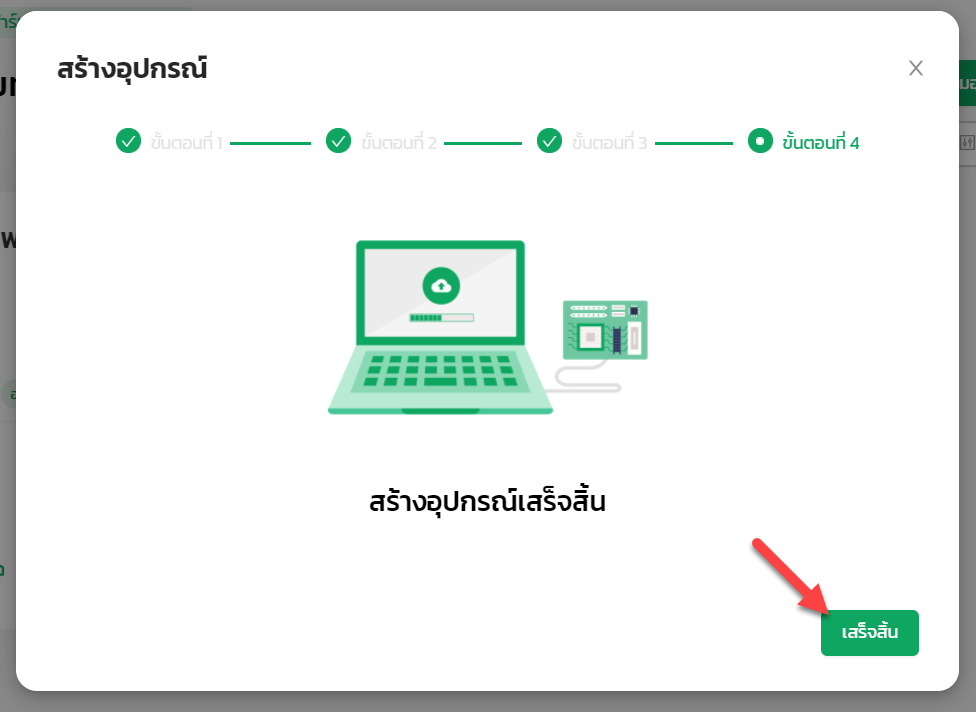 สร้างอุปกรณ์
ขั้นตอนที่ 1
ขั้นตอนที่ 2
ขั้นตอนที่ 3
ขั้นตอนที่ 4
สร้างอุปกรณ์เสร็จสิ้น
เสร็จสิ้น